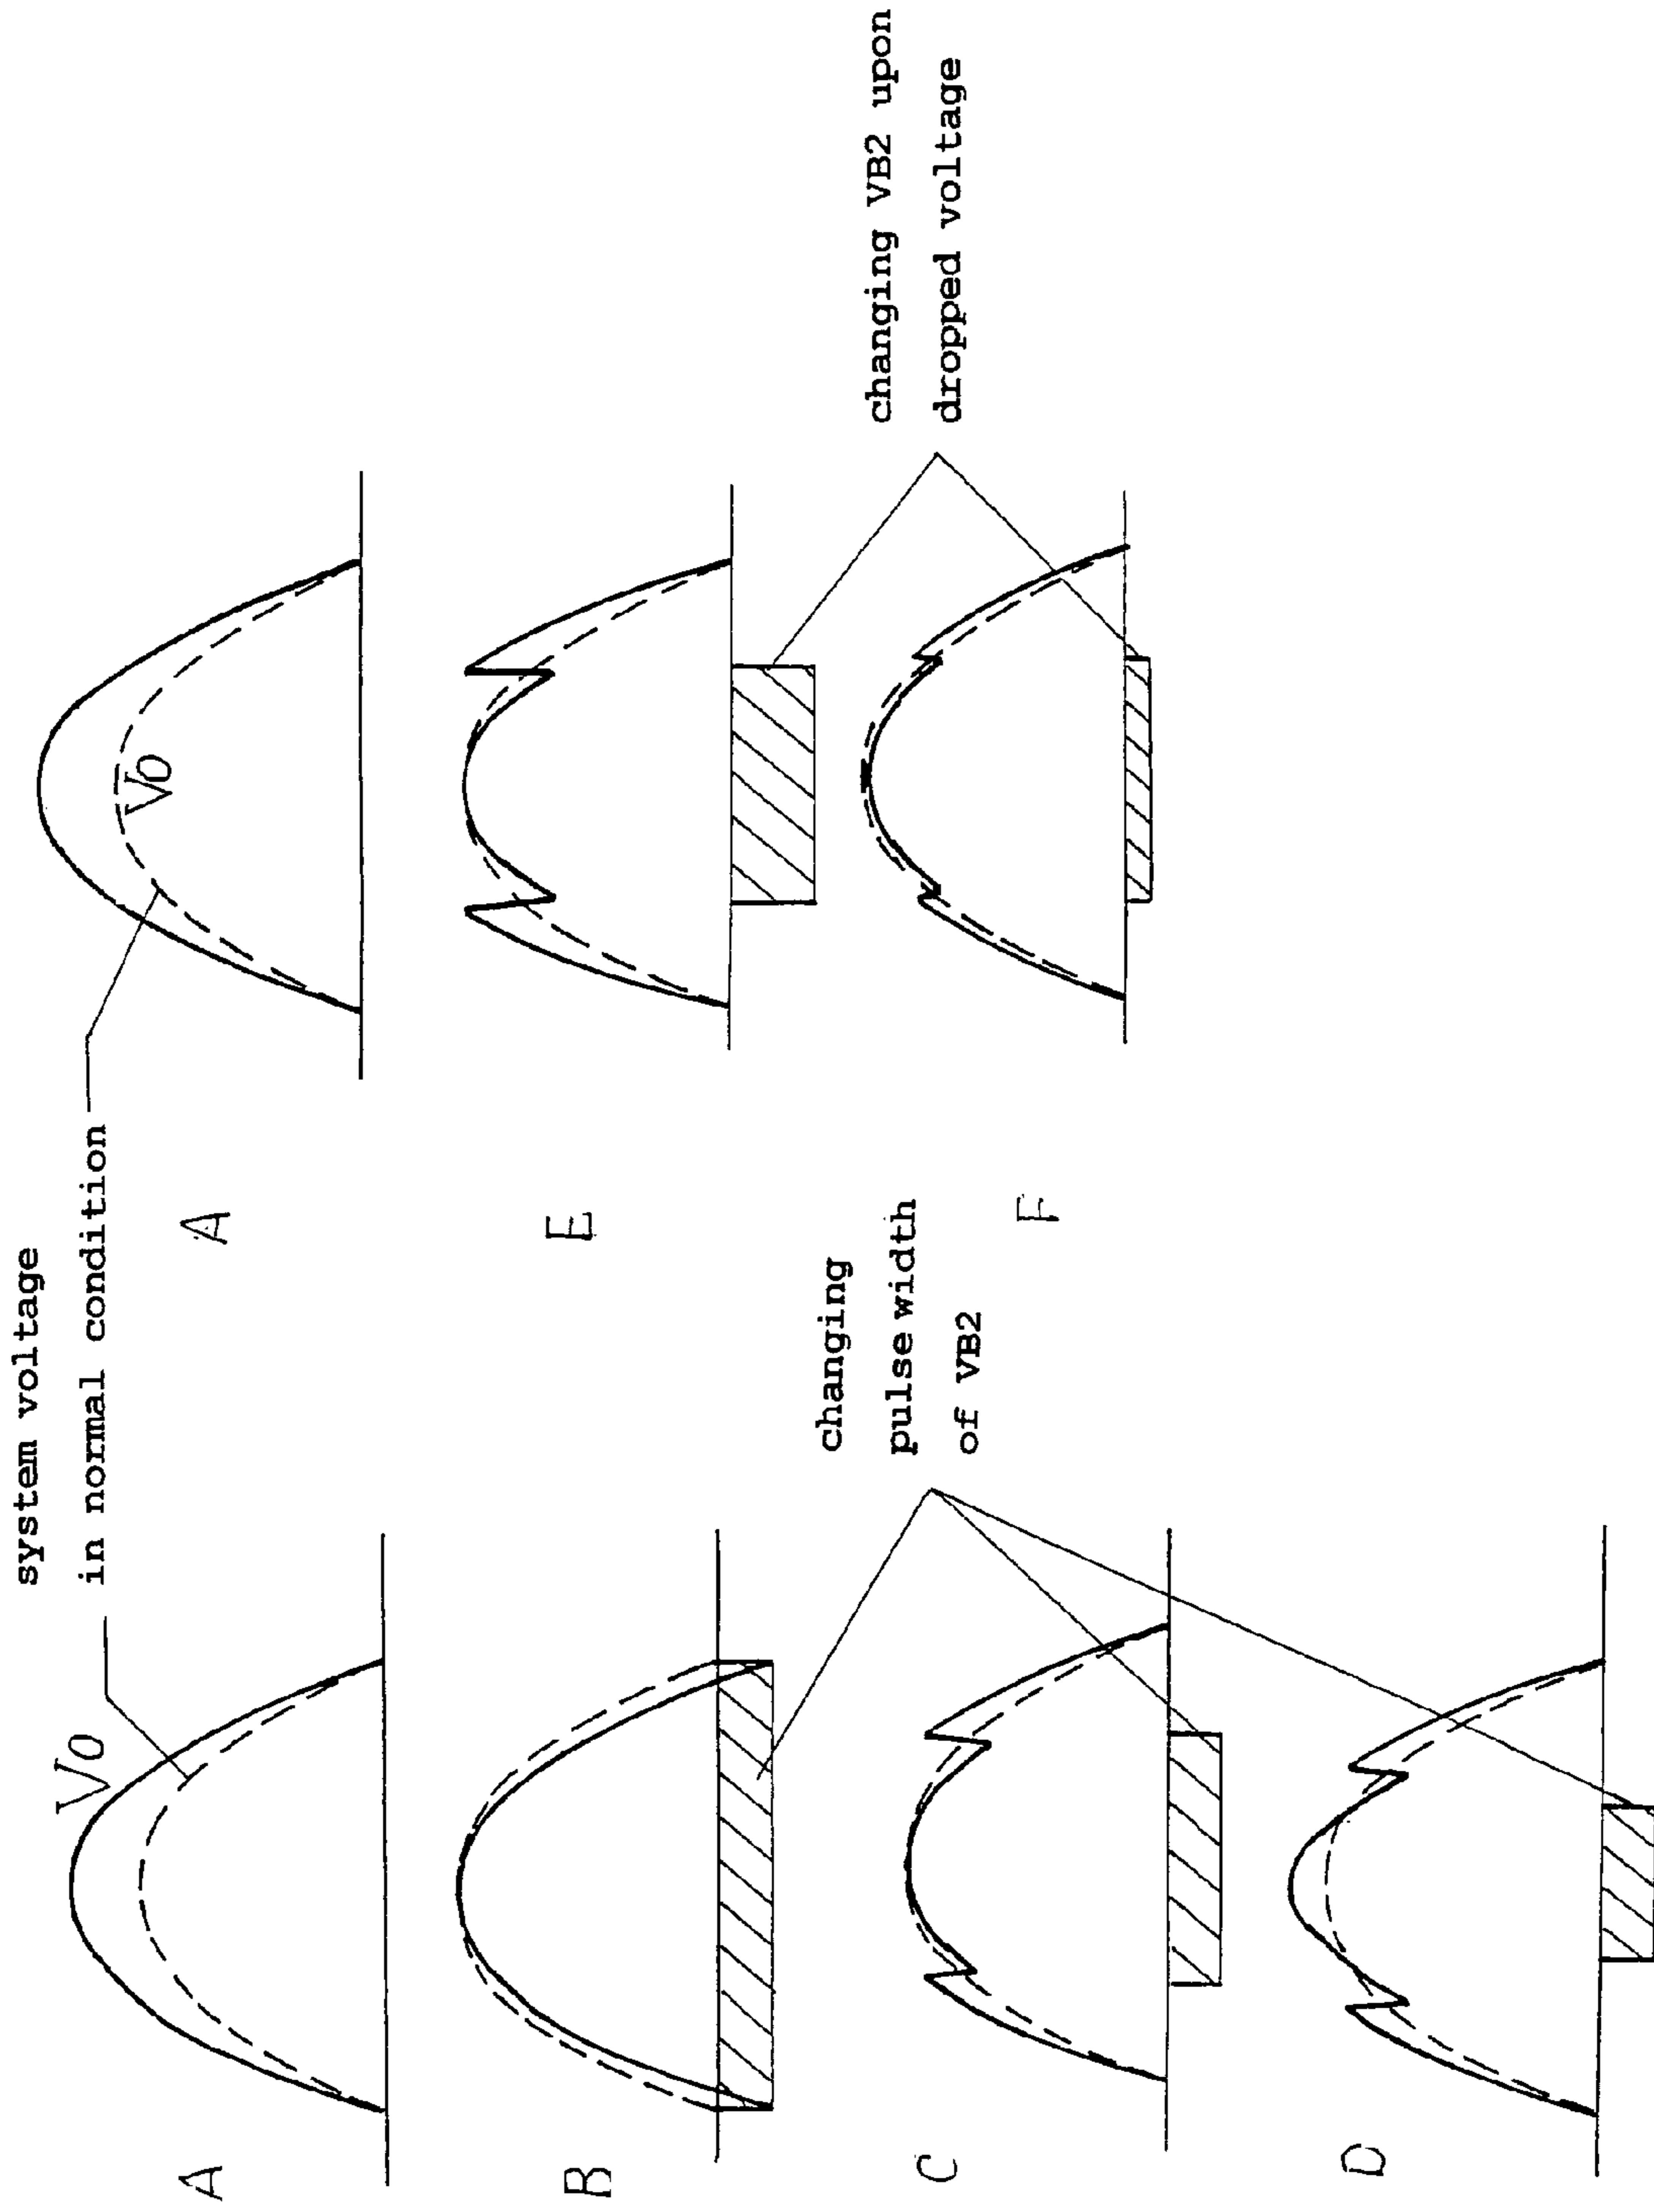 system voltage
in normal condition
V0
A
B
changing
pulse width
of VB2
C
D
A
V0
E
changing VB2 upon
dropped voltage
F